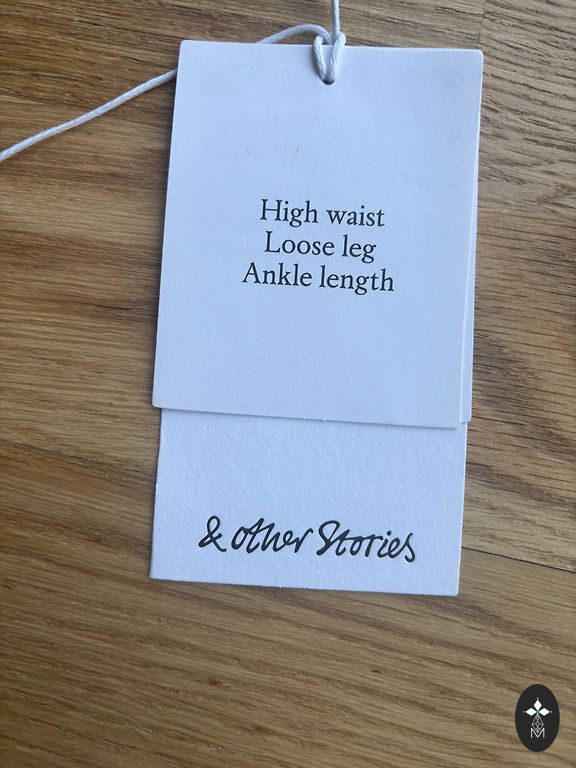 High waist
Loose leg
Ankle length
& other Stories
M